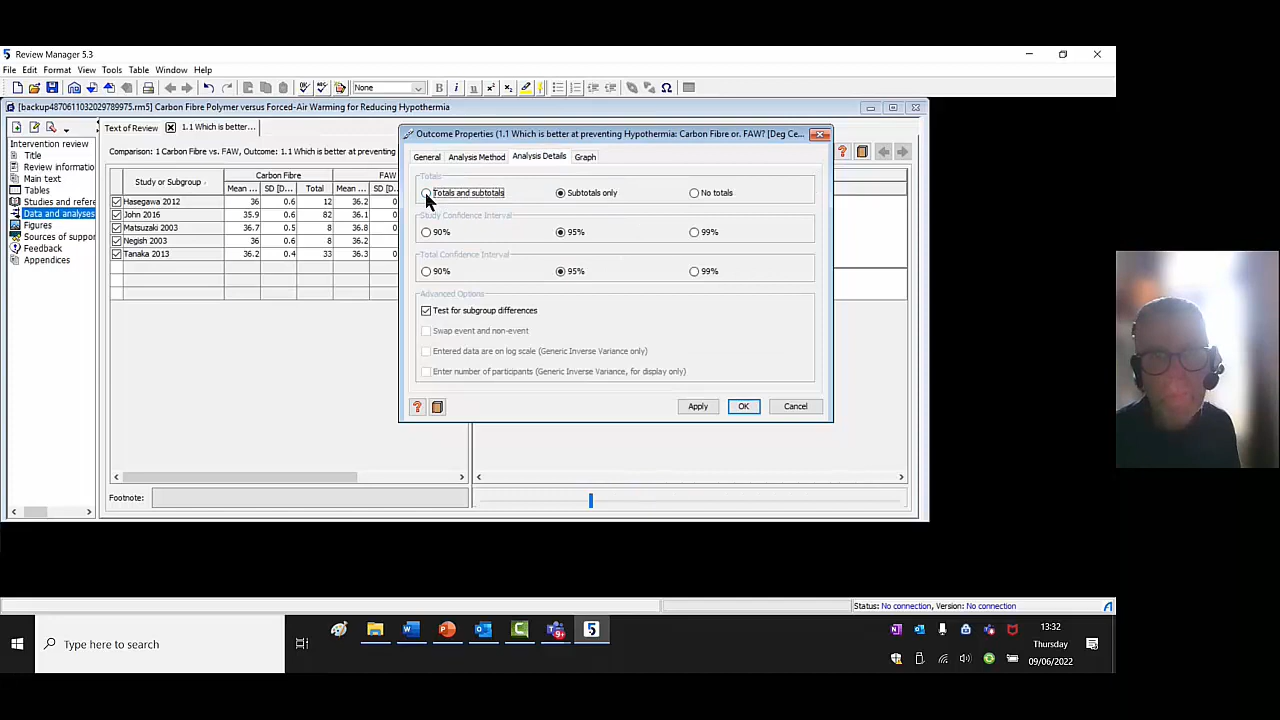 Review Manager 5.3
File Edit Format View Tools Table Window Help
None
[backup4870611032029789975.rm5] Carbon Fibre Polymer versus Forced-Air Warming for Reducing Hypothermia
Text of Review 1.1 Which is better...
Intervention review
Title
Review informatio
Main text
Tables
Studies and refere
Data and analyses
Figures
Sources of suppor
Feedback
Appendices
Comparison: 1 Carbon Fibre vs. FAW, Outcome: 1.1 Which is better at preventing
Study or Subgroup Carbon Fibre FAW
Mean ... SD [D... Total Mean ... SD [D...
Hasegawa 2012 36 0.6 12 36.2
John 2016 35.9 0.6 82 36.1
Matsuzaki 2003 36.7 0.5 8 36.8
Negishi 2003 36 0.6 8 36.2
Tanaka 2013 36.2 0.4 33 36.3
Footnote:
Outcome Properties (1.1 Which is better at preventing Hypothermia: Carbon Fibre or. FAW? [Deg Ce...
General Analysis Method Analysis Details Graph
Totals
Totals and subtotals Subtotals only No totals
Study Confidence Interval
90% 95% 99%
Total Confidence Interval
90% 95% 99%
Advanced Options
Test for subgroup differences
Swap event and non-event
Entered data are on log scale (Generic Inverse Variance only)
Enter number of participants (Generic Inverse Variance, for display only)
Apply OK Cancel
Status: No connection, Version: No connection
Type here to search
13:32
Thursday
09/06/2022